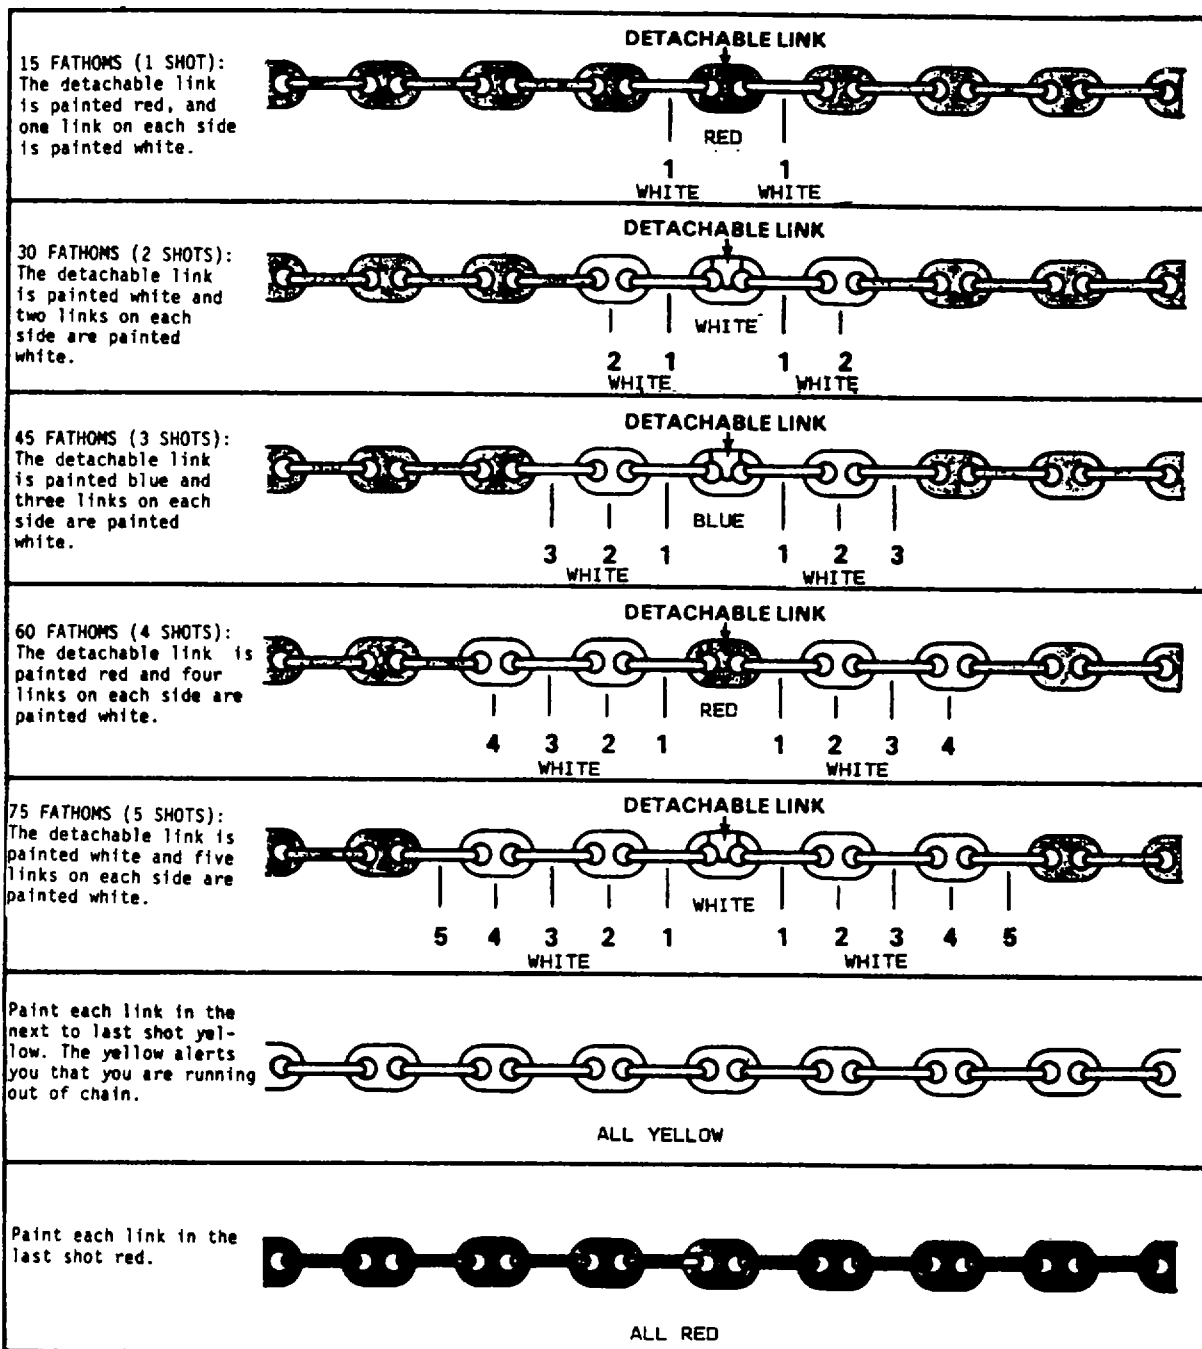 15 FATHOMS (1 SHOT):
The detachable link
is painted red, and
one link on each side
is painted white.
DETACHABLE LINK
RED
1 1
WHITE WHITE
30 FATHOMS (2 SHOTS):
The detachable link
is painted white and
two links on each
side are painted
white.
DETACHABLE LINK
WHITE
2 1 1 2
WHITE WHITE
45 FATHOMS (3 SHOTS):
The detachable link
is painted blue and
three links on each
side are painted
white.
DETACHABLE LINK
BLUE
3 2 1 1 2 3
WHITE WHITE
60 FATHOMS (4 SHOTS):
The detachable link is
painted red and four
links on each side are
painted white.
DETACHABLE LINK
RED
4 3 2 1 1 2 3 4
WHITE WHITE
75 FATHOMS (5 SHOTS):
The detachable link is
painted white and five
links on each side are
painted white.
DETACHABLE LINK
WHITE
5 4 3 2 1 1 2 3 4 5
WHITE WHITE
Paint each link in the
next to last shot yel-
low. The yellow alerts
you that you are running
out of chain.
ALL YELLOW
Paint each link in the
last shot red.
ALL RED